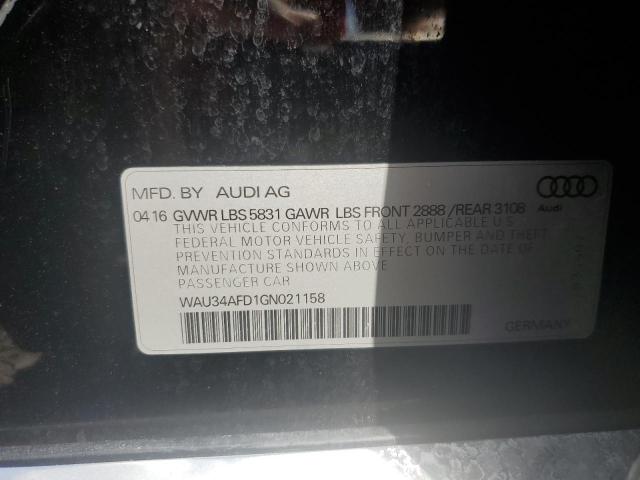 MFD. BY AUDI AG
04 16 GVWR LBS 5831 GAWR LBS FRONT 2888 /REAR 3108
Audi
THIS VEHICLE CONFORMS TO ALL APPLICABLE U.S.
FEDERAL MOTOR VEHICLE SAFETY, BUMPER AND THEFT
PREVENTION STANDARDS IN EFFECT ON THE DATE OF
MANUFACTURE SHOWN ABOVE
PASSENGER CAR
WAU34AFD1GN021158
GERMANY